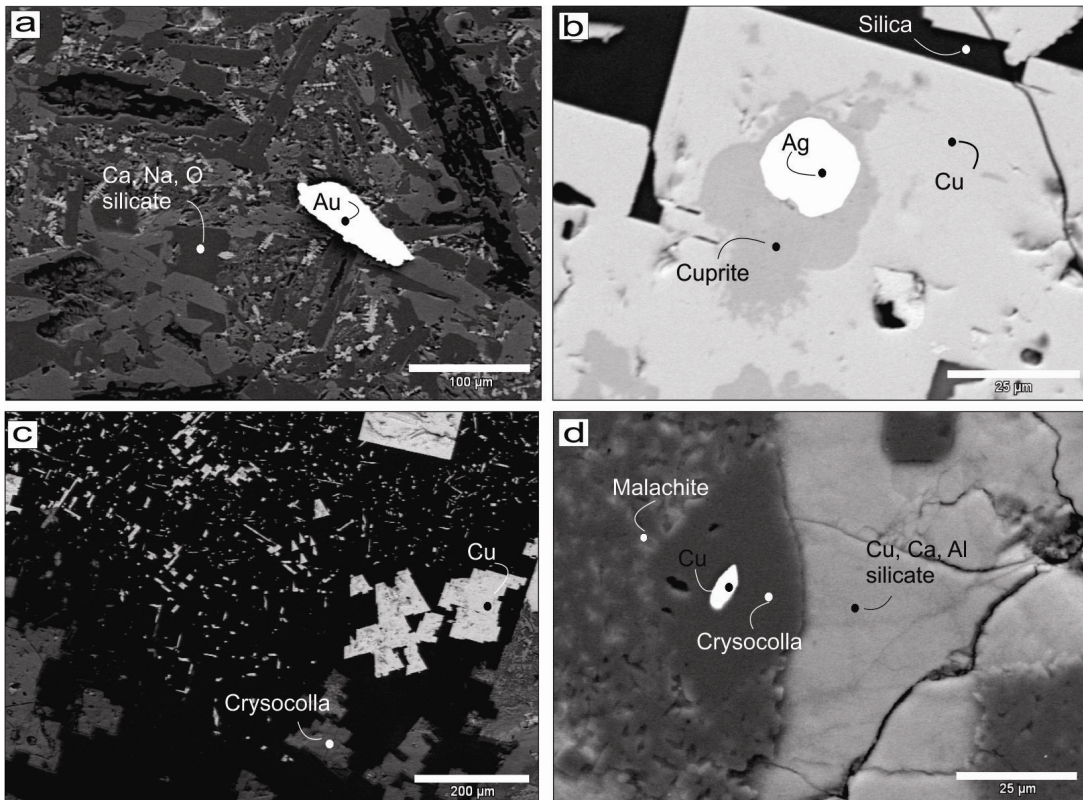 a
Ca, Na, O
silicate
Au
100 µm
b
Silica
Ag
Cu
Cuprite
25 µm
c
Cu
Crysocolla
200 µm
d
Malachite
Cu
Cu, Ca, Al
silicate
Crysocolla
25 µm